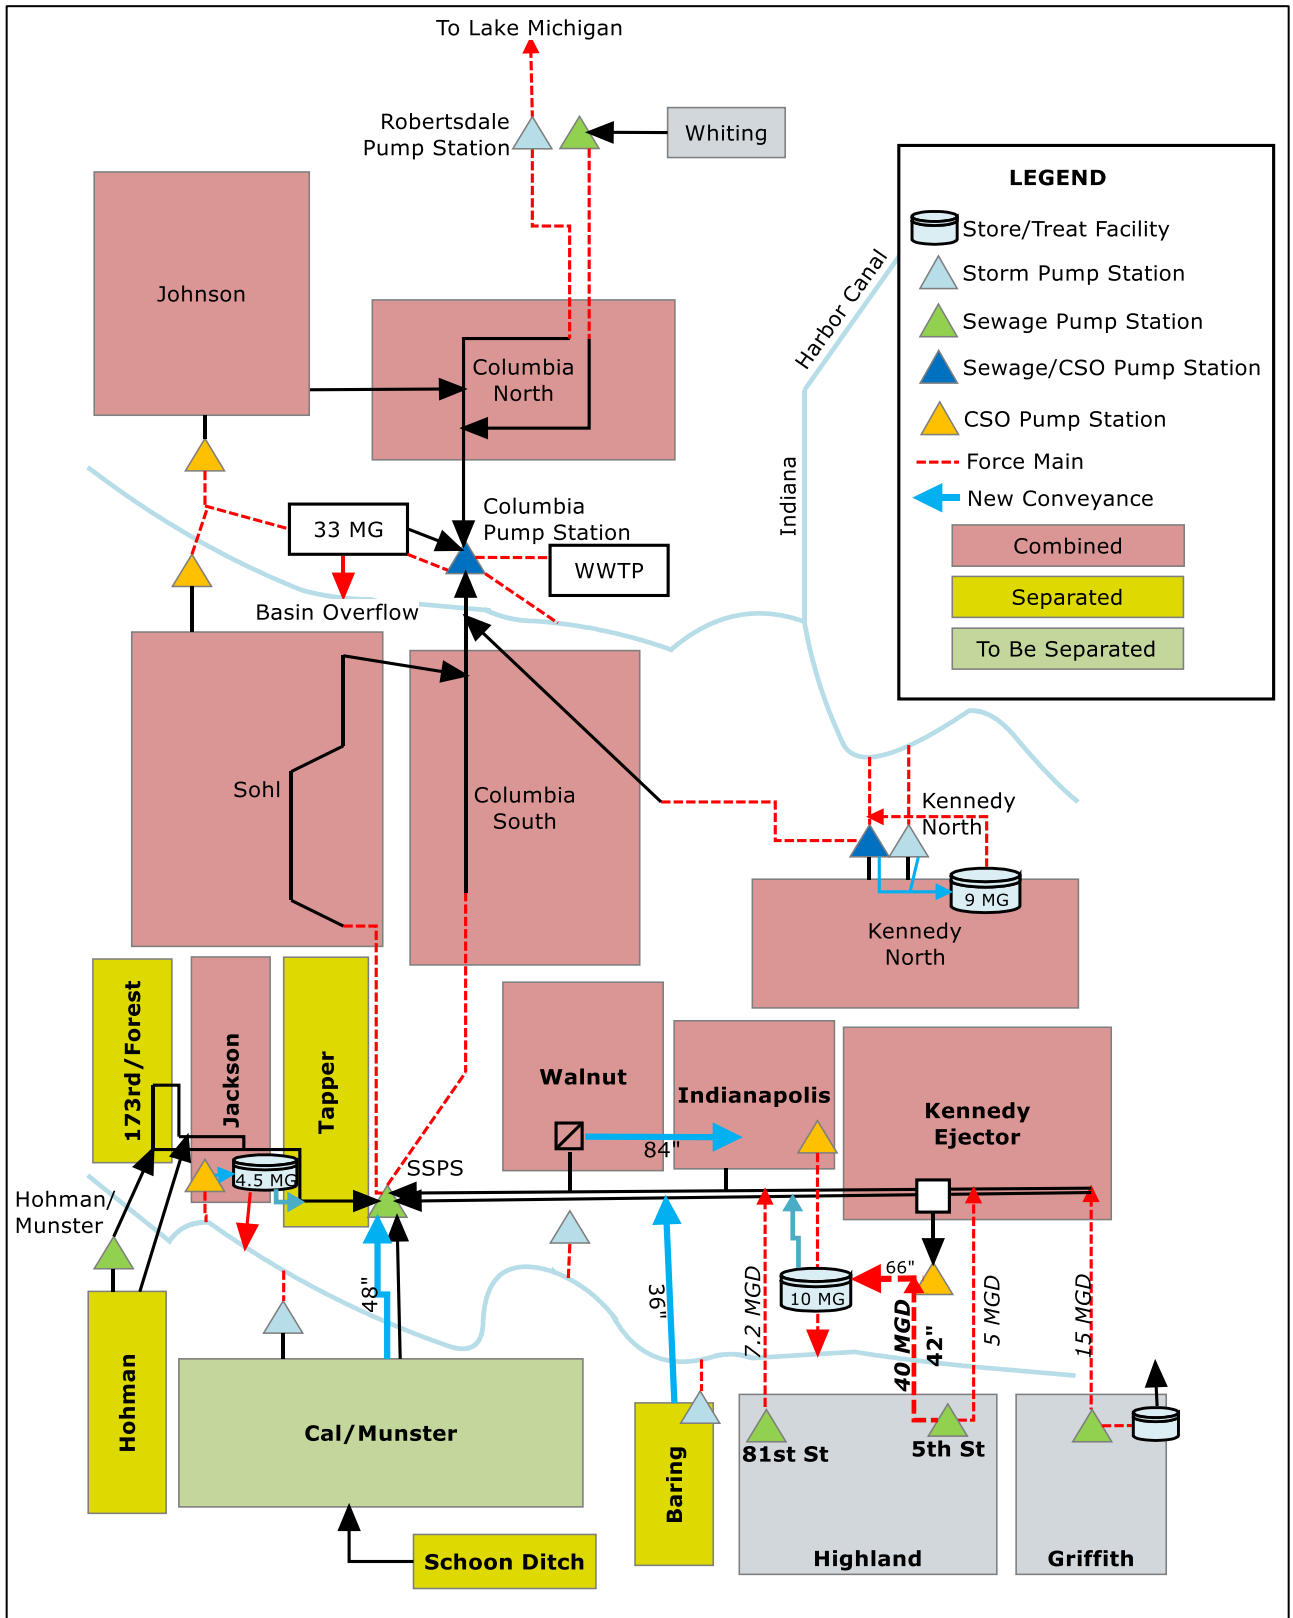 To Lake Michigan
Robertsdale
Pump Station
Whiting
LEGEND
Store/Treat Facility
Storm Pump Station
Sewage Pump Station
Sewage/CSO Pump Station
CSO Pump Station
Force Main
New Conveyance
Combined
Separated
To Be Separated
Johnson
Columbia
North
Harbor Canal
Indiana
33 MG
Columbia
Pump Station
WWTP
Basin Overflow
Sohl
Columbia
South
Kennedy
North
9 MG
Kennedy
North
173rd/Forest
Jackson
Tapper
Walnut
Indianapolis
Kennedy
Ejector
84"
SSPS
4.5 MG
Hohman/
Munster
48"
36"
7.2 MGD
10 MG
66"
40 MGD
42"
5 MGD
15 MGD
Hohman
Cal/Munster
Baring
81st St
5th St
Schoon Ditch
Highland
Griffith